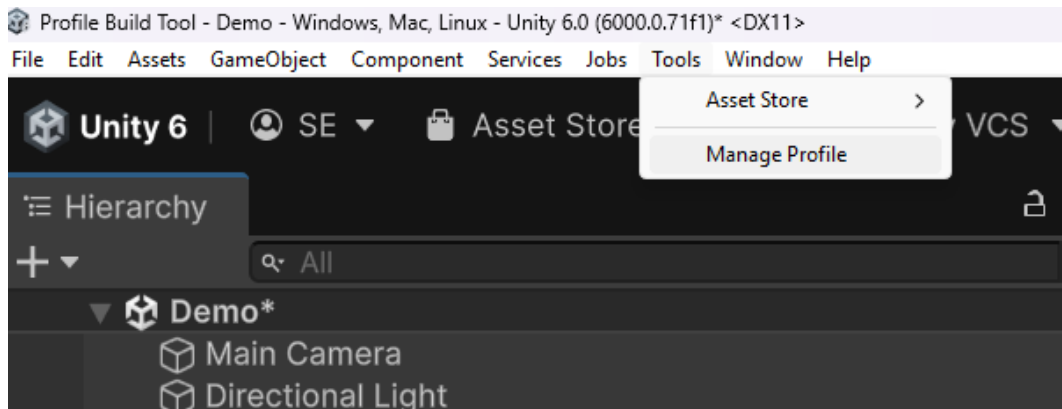 Profile Build Tool - Demo - Windows, Mac, Linux - Unity 6.0 (6000.0.71f1)* <DX11>
File Edit Assets GameObject Component Services Jobs Tools Window Help
Asset Store >
Manage Profile
Unity 6 | SE Asset Store VCS
Hierarchy
+ All
Demo*
Main Camera
Directional Light